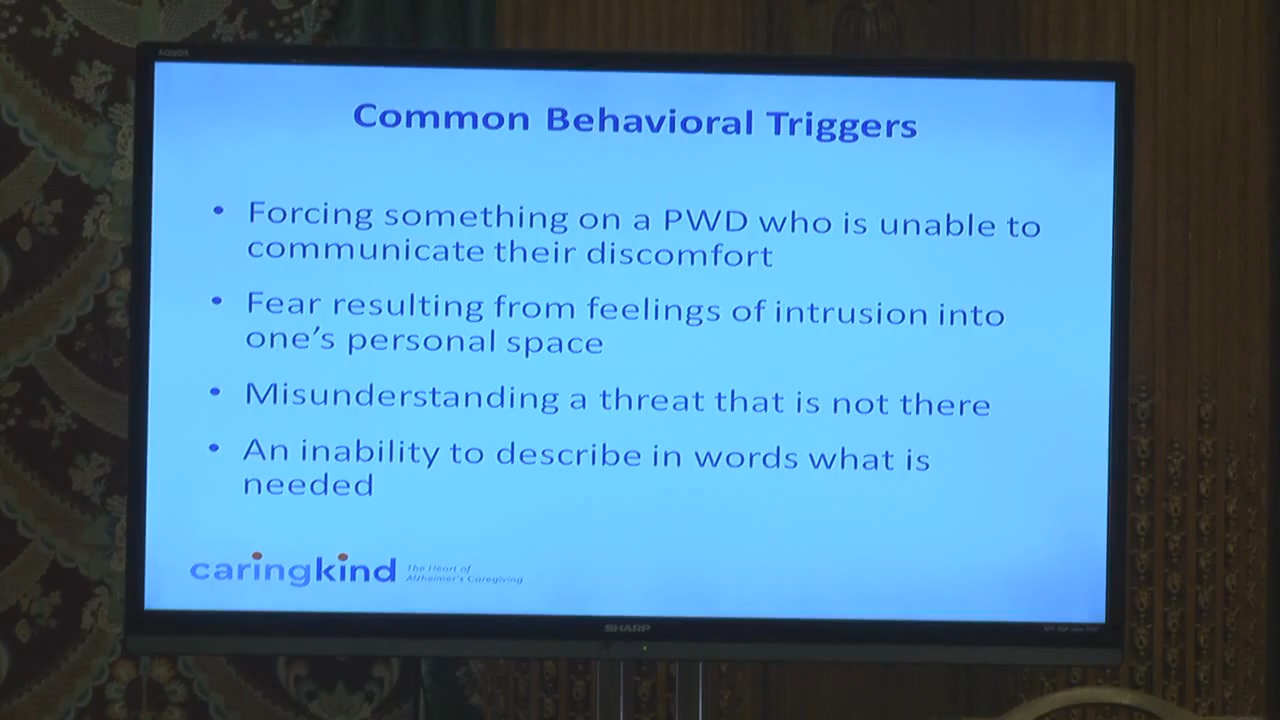 AQUOS
Common Behavioral Triggers
• Forcing something on a PWD who is unable to
communicate their discomfort
• Fear resulting from feelings of intrusion into
one's personal space
• Misunderstanding a threat that is not there
• An inability to describe in words what is
needed
caringkind The Heart of
Alzheimer's Caregiving
SHARP